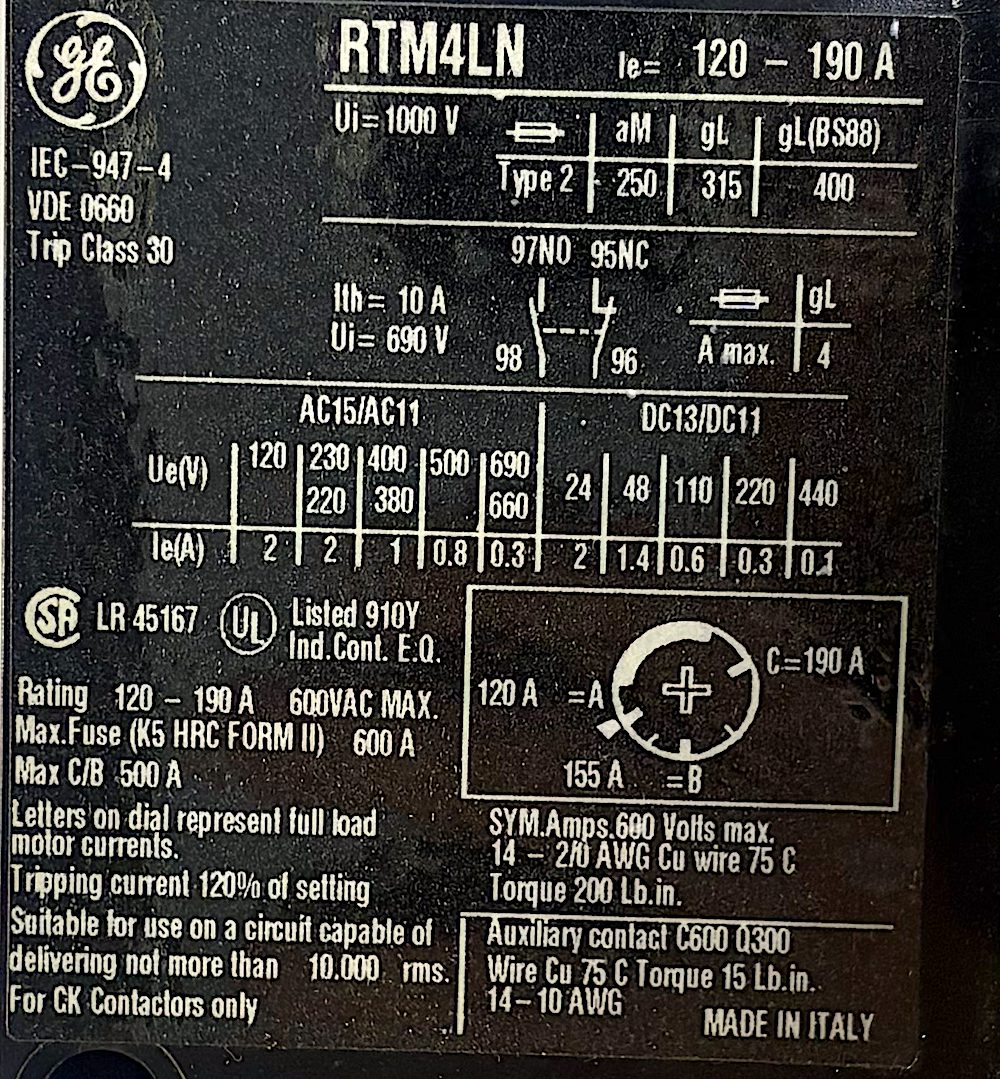 GE
RTM4LN Ie= 120 – 190 A
IEC-947-4
VDE 0660
Trip Class 30
Ui= 1000 V
aM gL gL(BS88)
Type 2 250 315 400
97NO 95NC
Ith= 10 A
Ui= 690 V
98 96
gL
A max. 4
AC15/AC11 DC13/DC11
Ue(V) 120 230 400 500 690 24 48 110 220 440
220 380 660
Ie(A) 2 2 1 0.8 0.3 2 1.4 0.6 0.3 0.1
SA LR 45167 UL Listed 910Y
Ind.Cont. E.Q.
Rating 120 – 190 A 600VAC MAX.
Max.Fuse (K5 HRC FORM II) 600 A
Max C/B 500 A
C=190 A
120 A =A
155 A =B
Letters on dial represent full load
motor currents.
Tripping current 120% of setting
Suitable for use on a circuit capable of
delivering not more than 10.000 rms.
For CK Contactors only
SYM.Amps.600 Volts max.
14 – 2/0 AWG Cu wire 75 C
Torque 200 Lb.in.
Auxiliary contact C600 Q300
Wire Cu 75 C Torque 15 Lb.in.
14–10 AWG
MADE IN ITALY